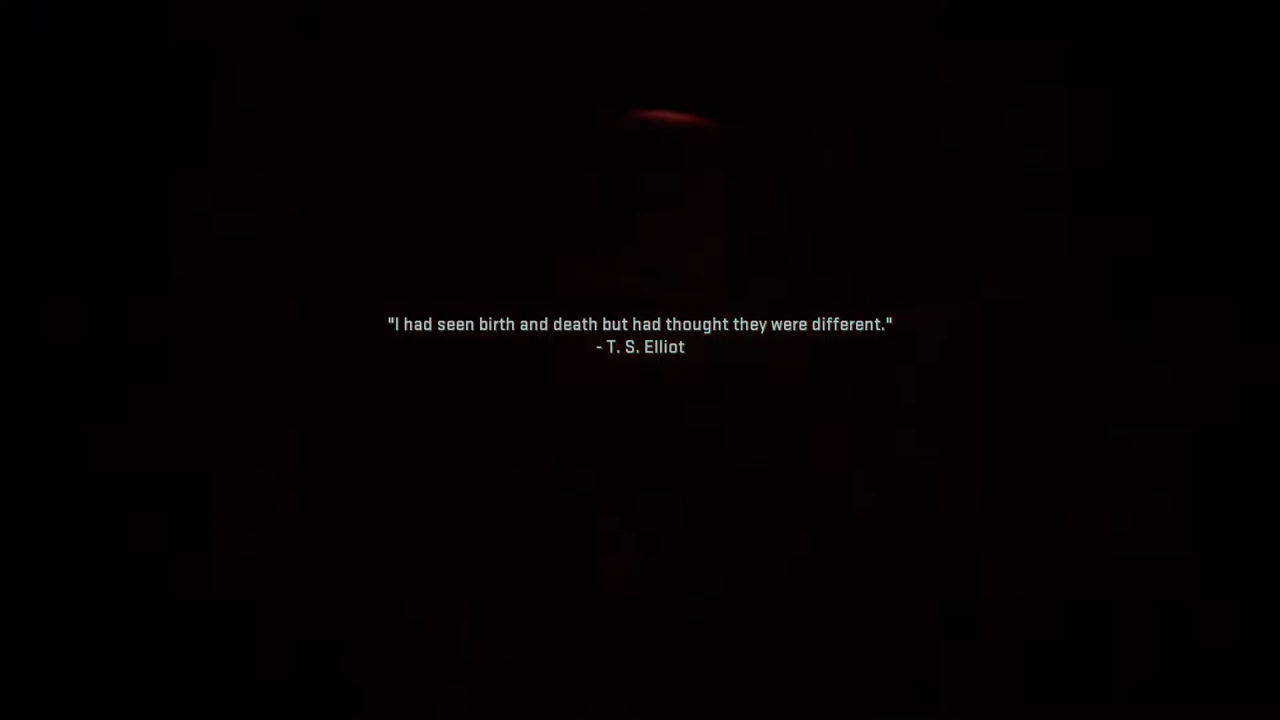 "I had seen birth and death but had thought they were different."
- T. S. Elliot